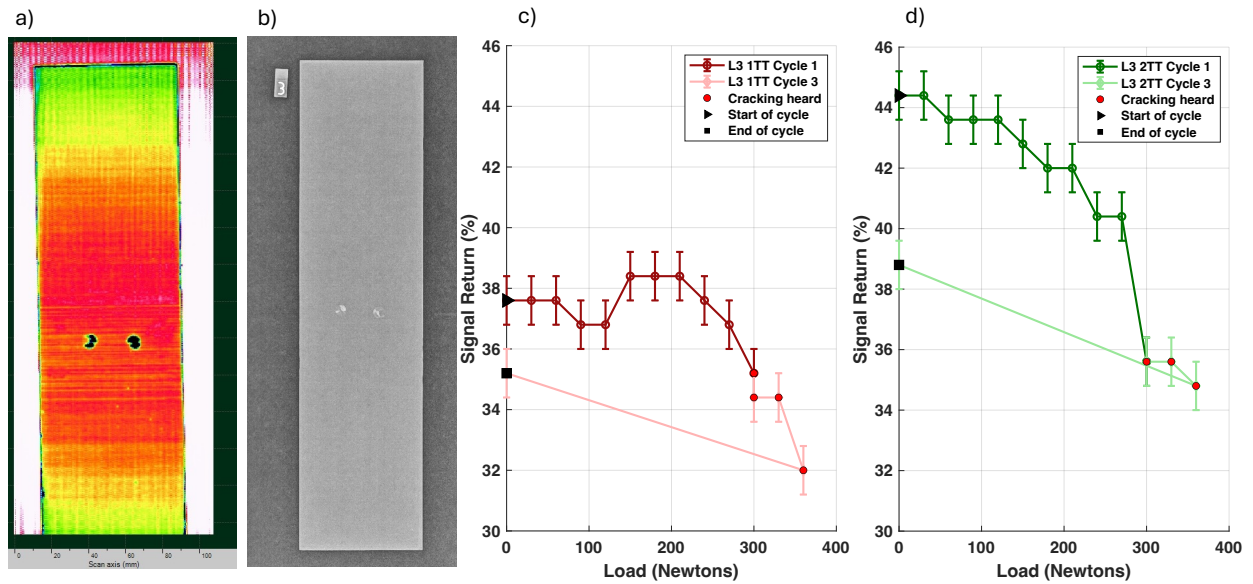 a)
0 20 40 60 80 100
Scan axis (mm)
b)
3
c)
46
44
42
40
38
36
34
32
30
Signal Return (%)
0 100 200 300 400
Load (Newtons)
L3 1TT Cycle 1
L3 1TT Cycle 3
Cracking heard
Start of cycle
End of cycle
d)
46
44
42
40
38
36
34
32
30
Signal Return (%)
0 100 200 300 400
Load (Newtons)
L3 2TT Cycle 1
L3 2TT Cycle 3
Cracking heard
Start of cycle
End of cycle